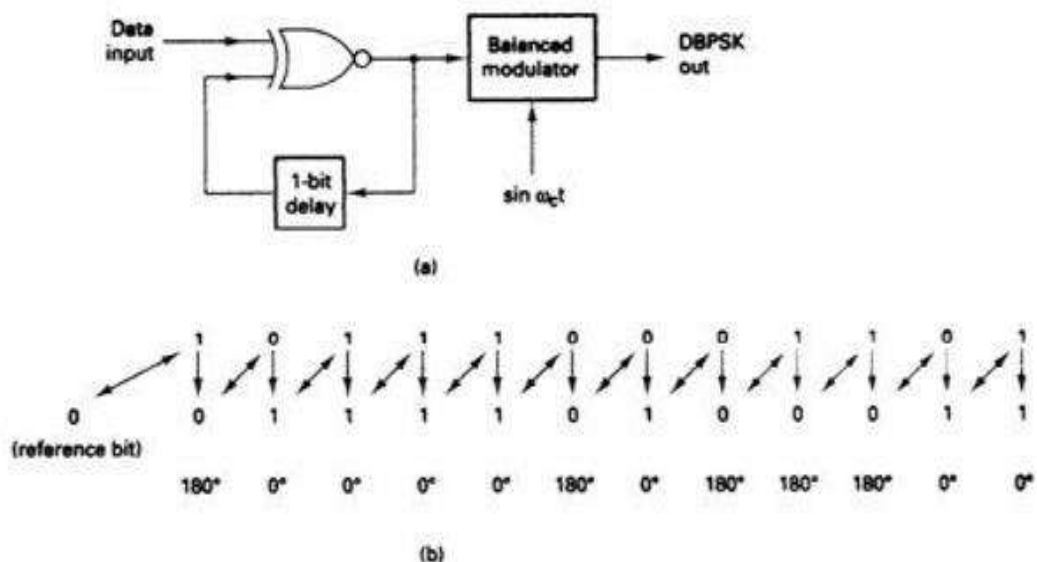 Data
input
Balanced
modulator
DBPSK
out
1-bit
delay
sin ω_c t
(a)
1 0 1 1 1 0 0 0 1 1 0 1
0 0 1 1 1 1 0 1 0 0 0 1 1
(reference bit)
180° 0° 0° 0° 0° 180° 0° 180° 180° 180° 0° 0°
(b)